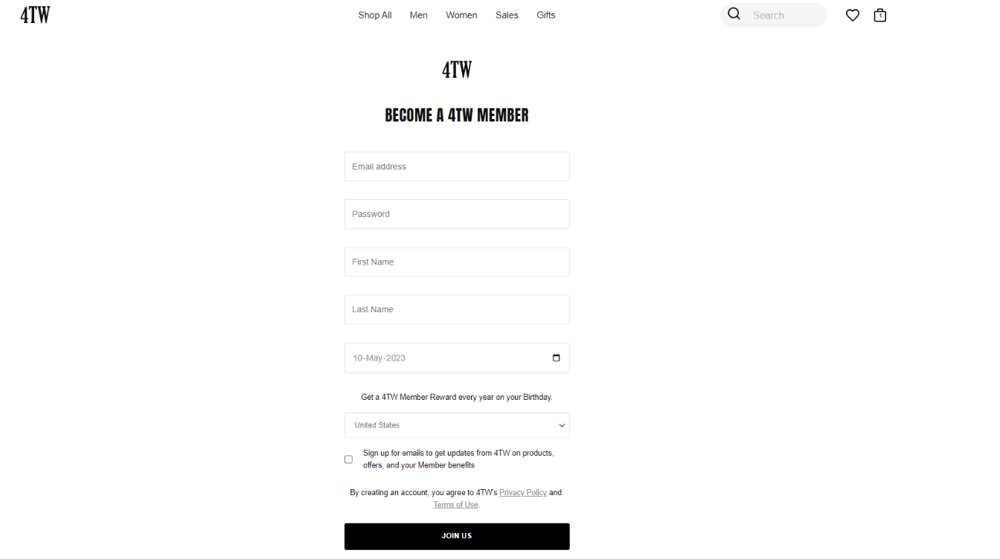 4TW
Shop All Men Women Sales Gifts
Search
1
4TW
BECOME A 4TW MEMBER
Email address
Password
First Name
Last Name
10-May-2023
Get a 4TW Member Reward every year on your Birthday.
United States
Sign up for emails to get updates from 4TW on products,
offers, and your Member benefits
By creating an account, you agree to 4TW's Privacy Policy and
Terms of Use.
JOIN US